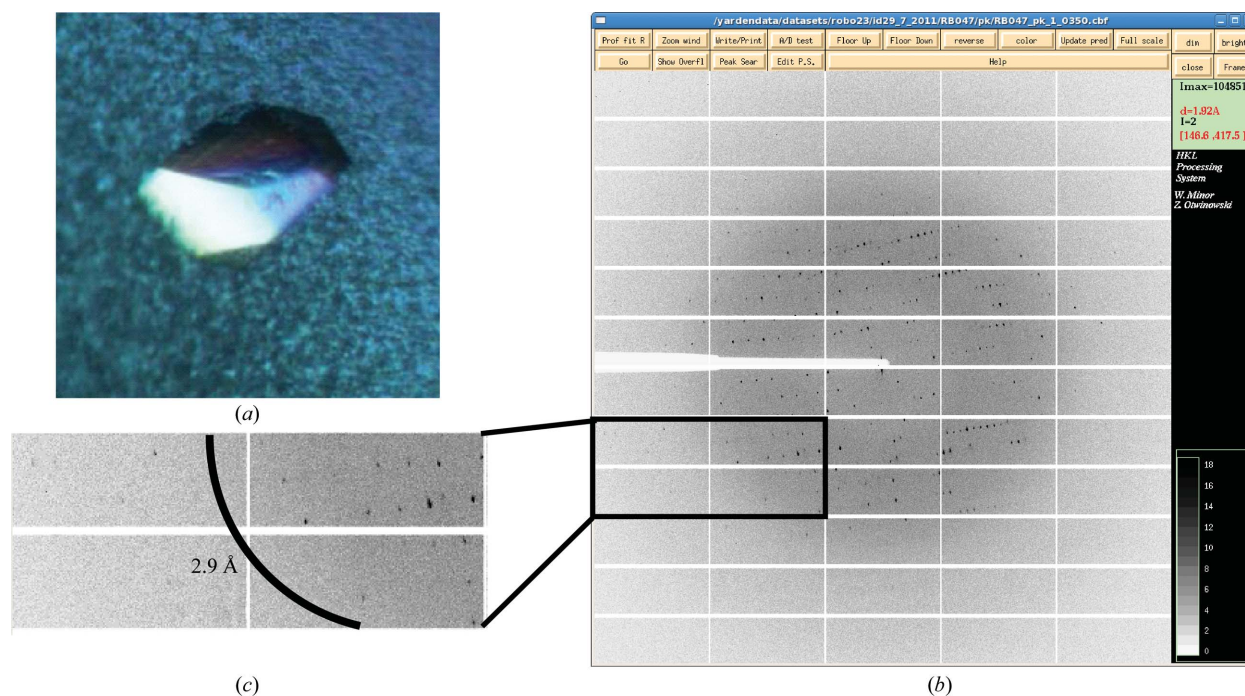 /yardendata/datasets/robo23/id29_7_2011/RB047/pk/RB047_pk_1_0350.cbf
Prof fit R Zoom wind Write/Print A/D test Floor Up Floor Down reverse color Update pred Full scale dim bright
Go Show Overfl Peak Sear Edit P.S. Help close Frame
Imax=104851
d=1.92A
I=2
[146.6 ,417.5 ]
HKL
Processing
System
W. Minor
Z. Otwinowski
(a)
2.9 Å
18
16
14
12
10
8
6
4
2
0
(c)
(b)